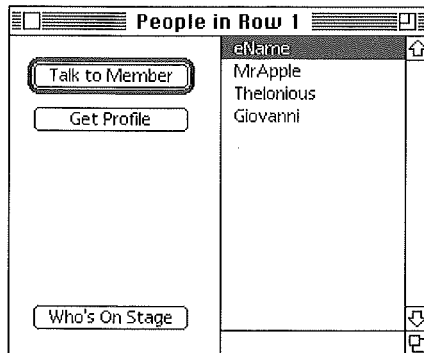 People in Row 1
Talk to Member
Get Profile
Who's On Stage
eName
MrApple
Thelonious
Giovanni